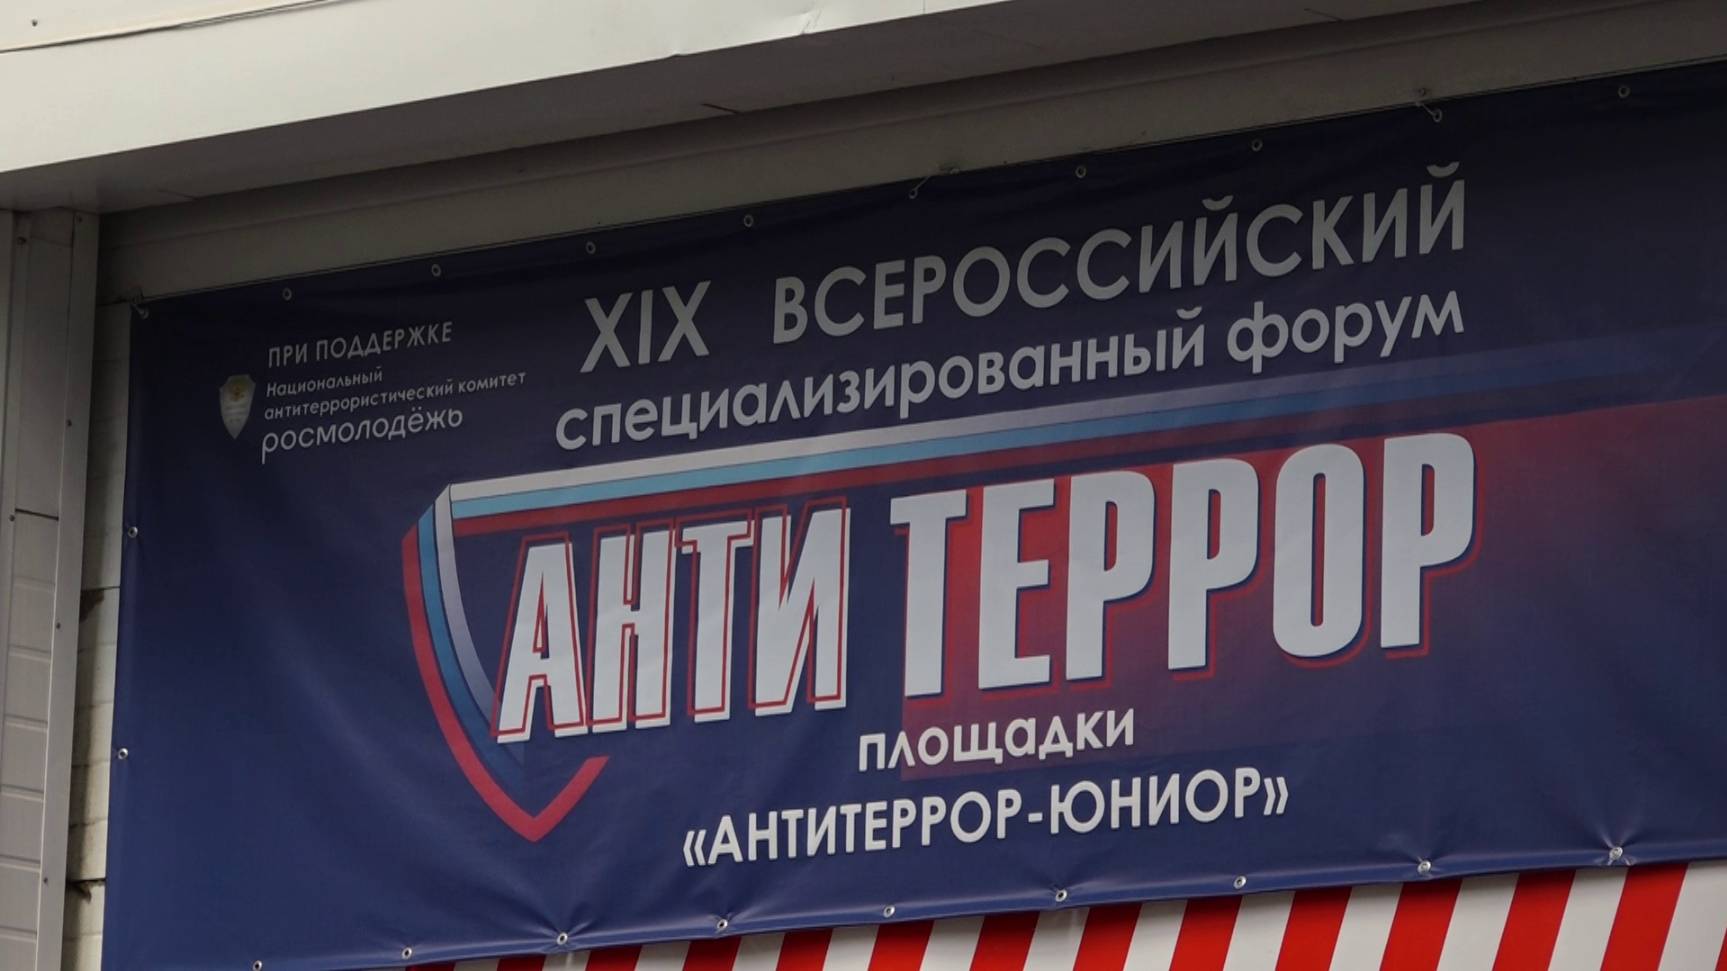 ПРИ ПОДДЕРЖКЕ
Национальный
антитеррористический комитет
росмолодёжь
XIX ВСЕРОССИЙСКИЙ
специализированный форум
АНТИ ТЕРРОР
площадки
«АНТИТЕРРОР-ЮНИОР»